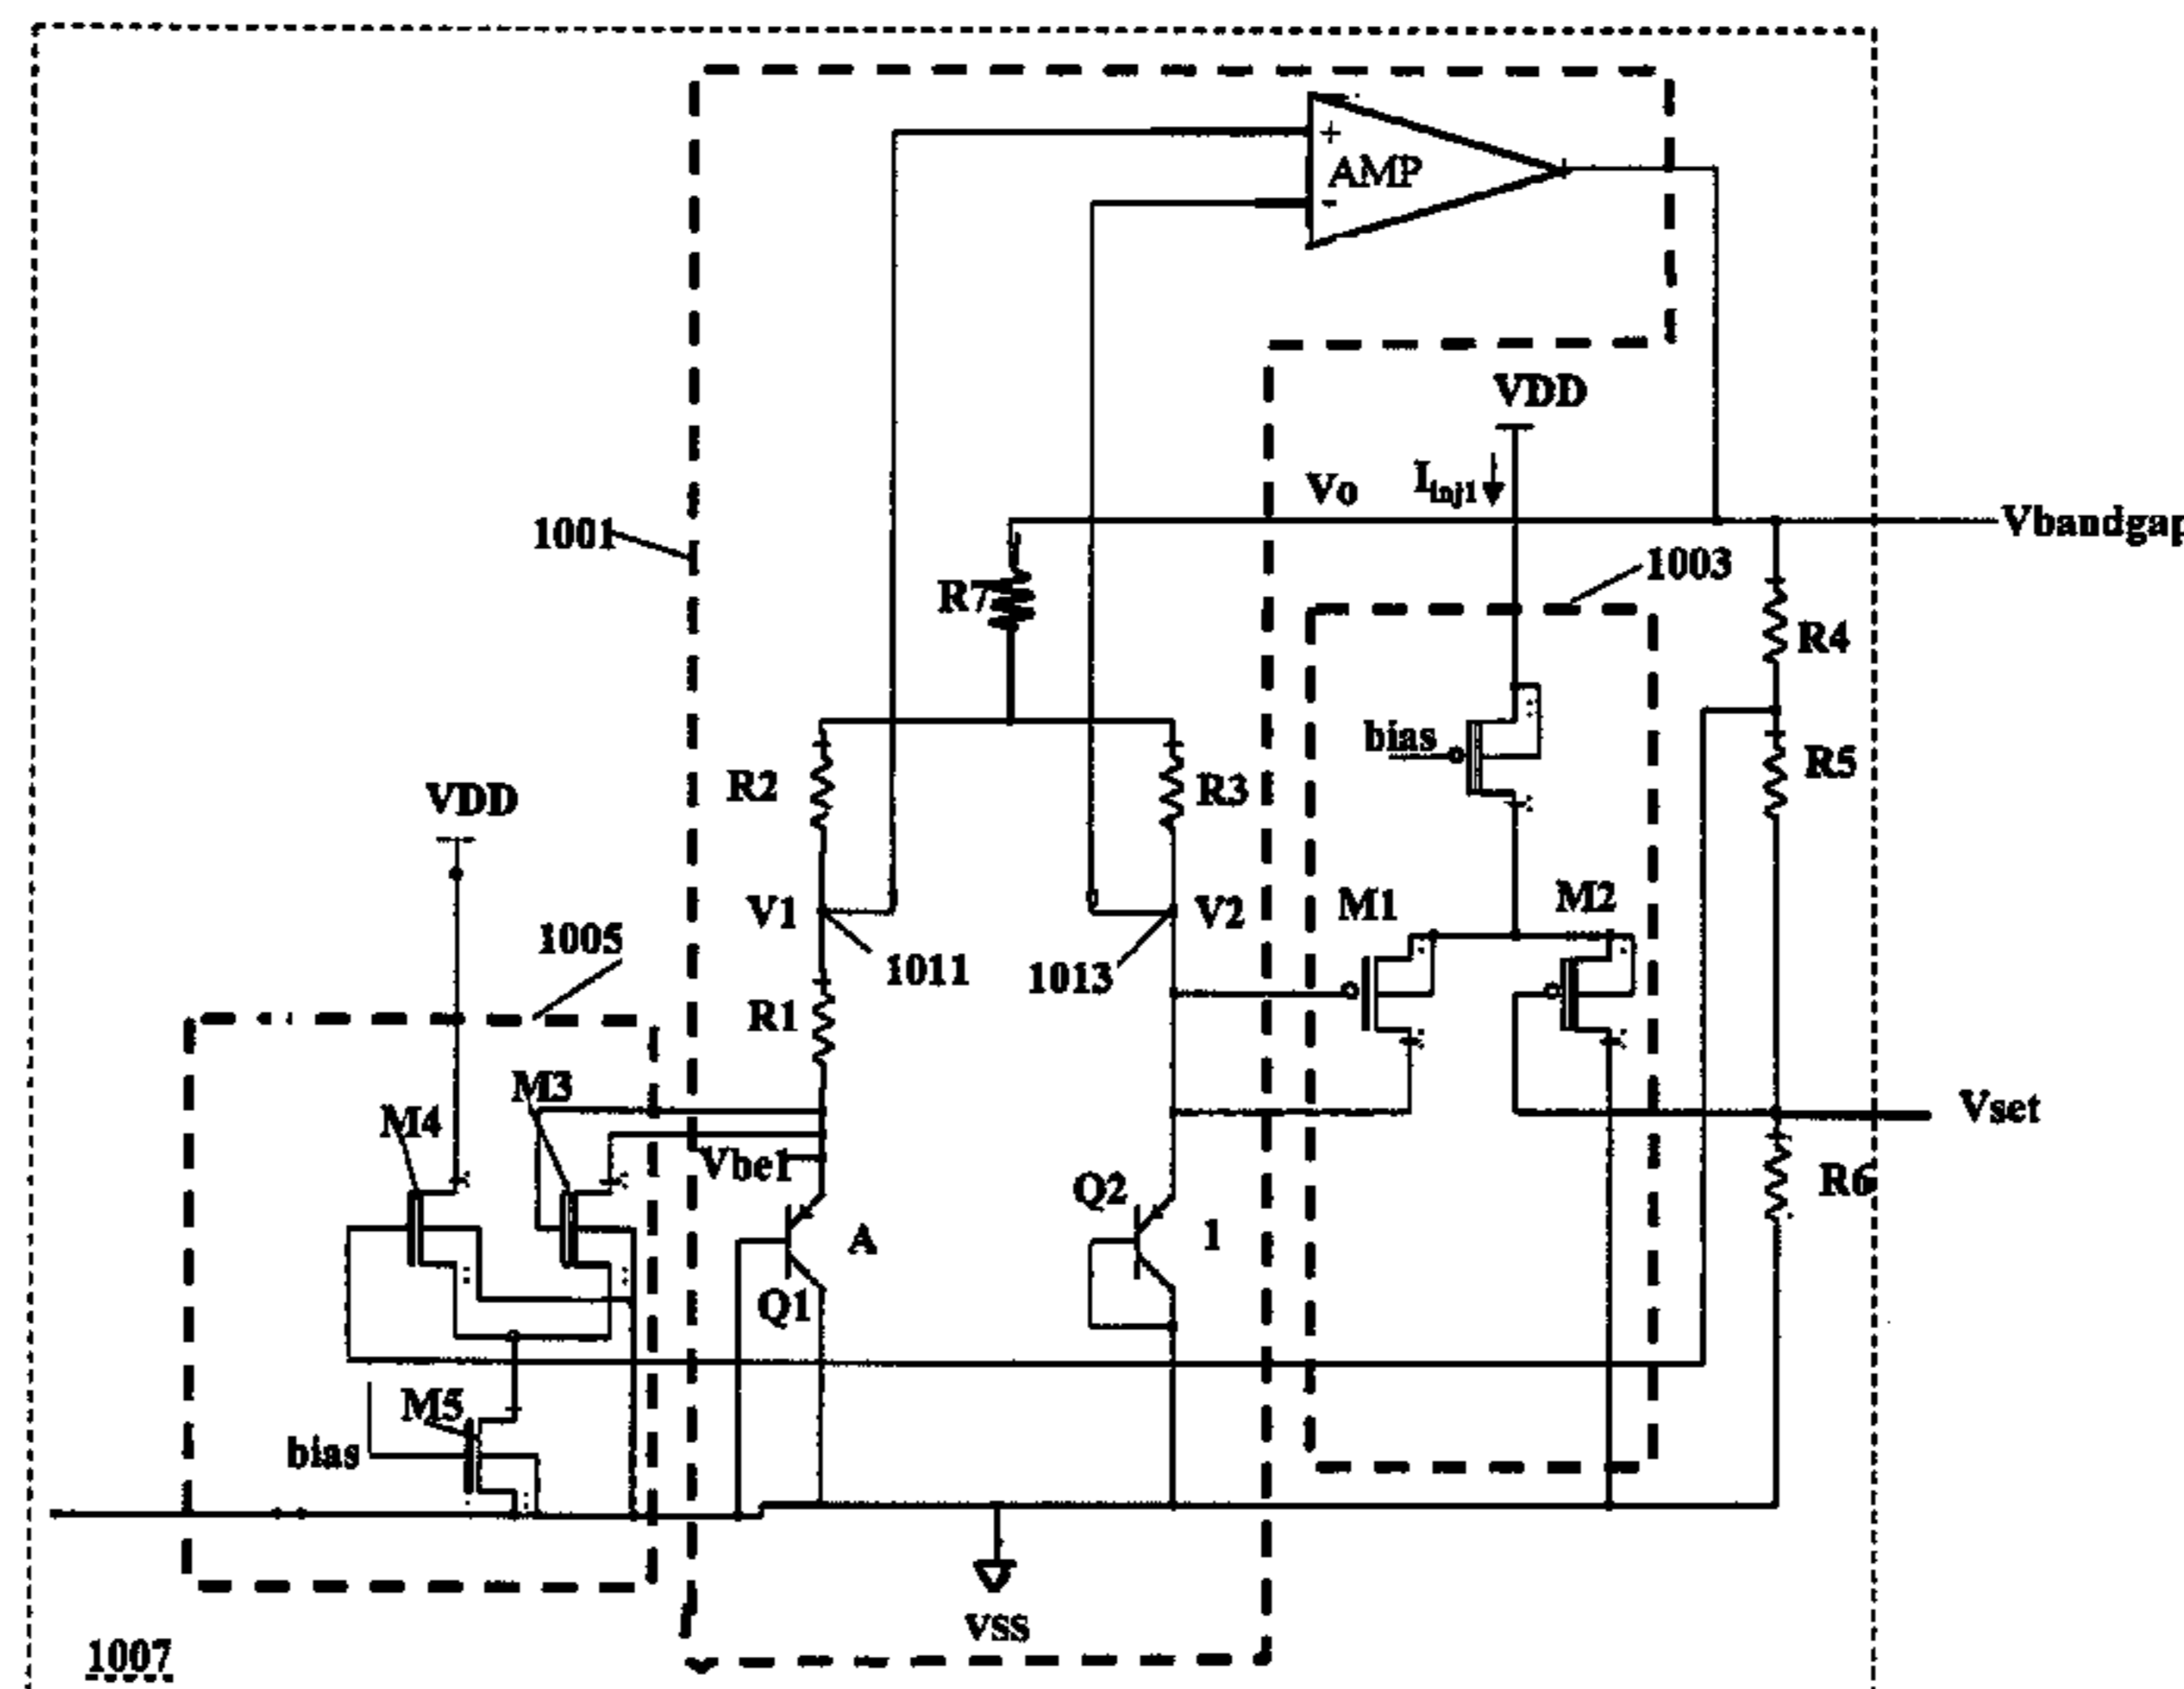 +
AMP
-
VDD
Vo
Iinj1
Vbandgap
1001
1003
R7
R4
bias
R5
R2
R3
VDD
M1
M2
V1
V2
1005
1011
1013
R1
M3
M4
Vset
Vbe1
Q2
R6
A
1
Q1
M5
bias
VSS
1007